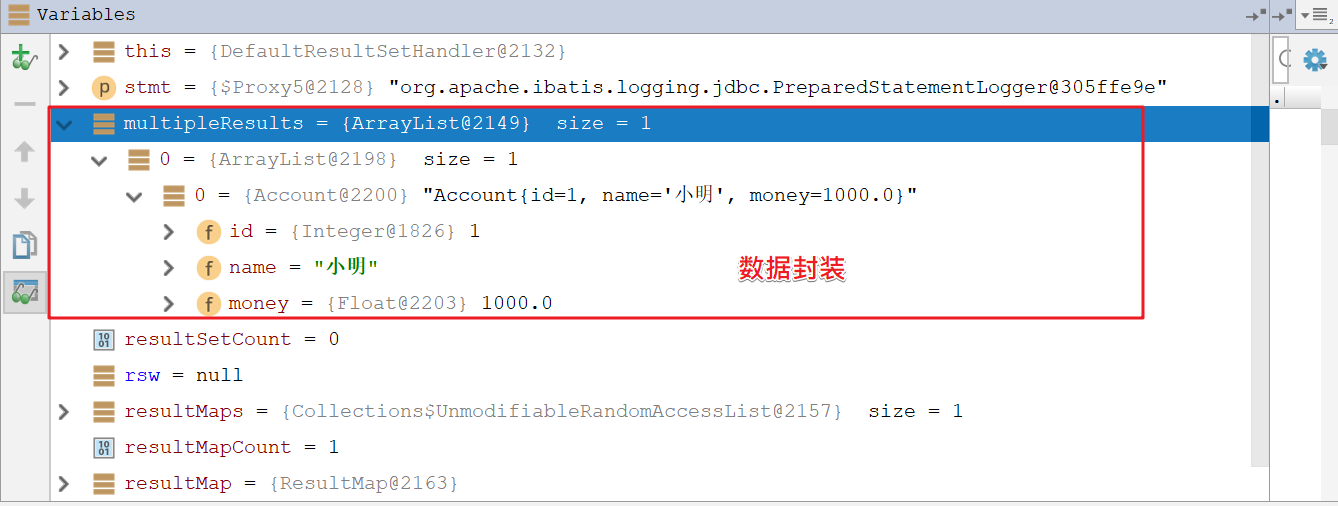 Variables
this = {DefaultResultSetHandler@2132}
stmt = {$Proxy5@2128} "org.apache.ibatis.logging.jdbc.PreparedStatementLogger@305ffe9e"
multipleResults = {ArrayList@2149} size = 1
0 = {ArrayList@2198} size = 1
0 = {Account@2200} "Account{id=1, name='小明', money=1000.0}"
id = {Integer@1826} 1
name = "小明"
数据封装
money = {Float@2203} 1000.0
resultSetCount = 0
rsw = null
resultMaps = {Collections$UnmodifiableRandomAccessList@2157} size = 1
resultMapCount = 1
resultMap = {ResultMap@2163}